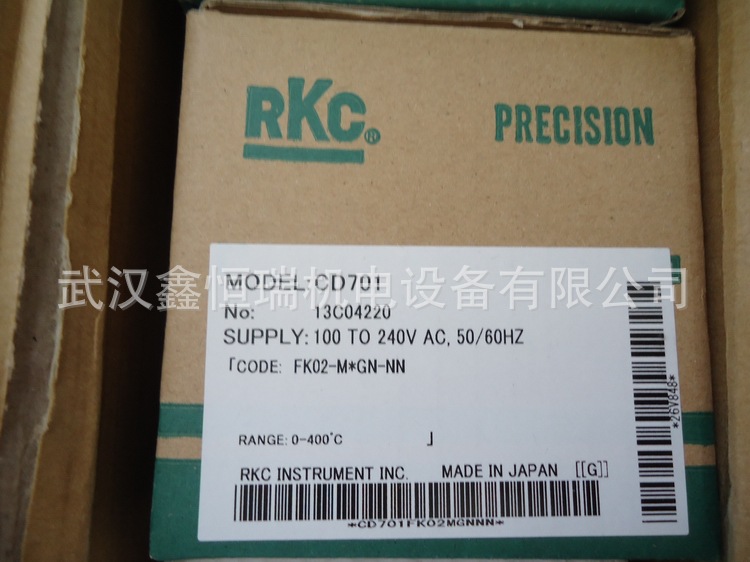 RKC®
PRECISION
武汉鑫恒瑞机电设备有限公司
MODEL:CD701
No: 13C04220
SUPPLY: 100 TO 240V AC, 50/60HZ
「CODE: FK02-M*GN-NN
RANGE: 0-400°C 」
RKC INSTRUMENT INC. MADE IN JAPAN [[G]]
*CD701FK02MGNNN*
*26V848*